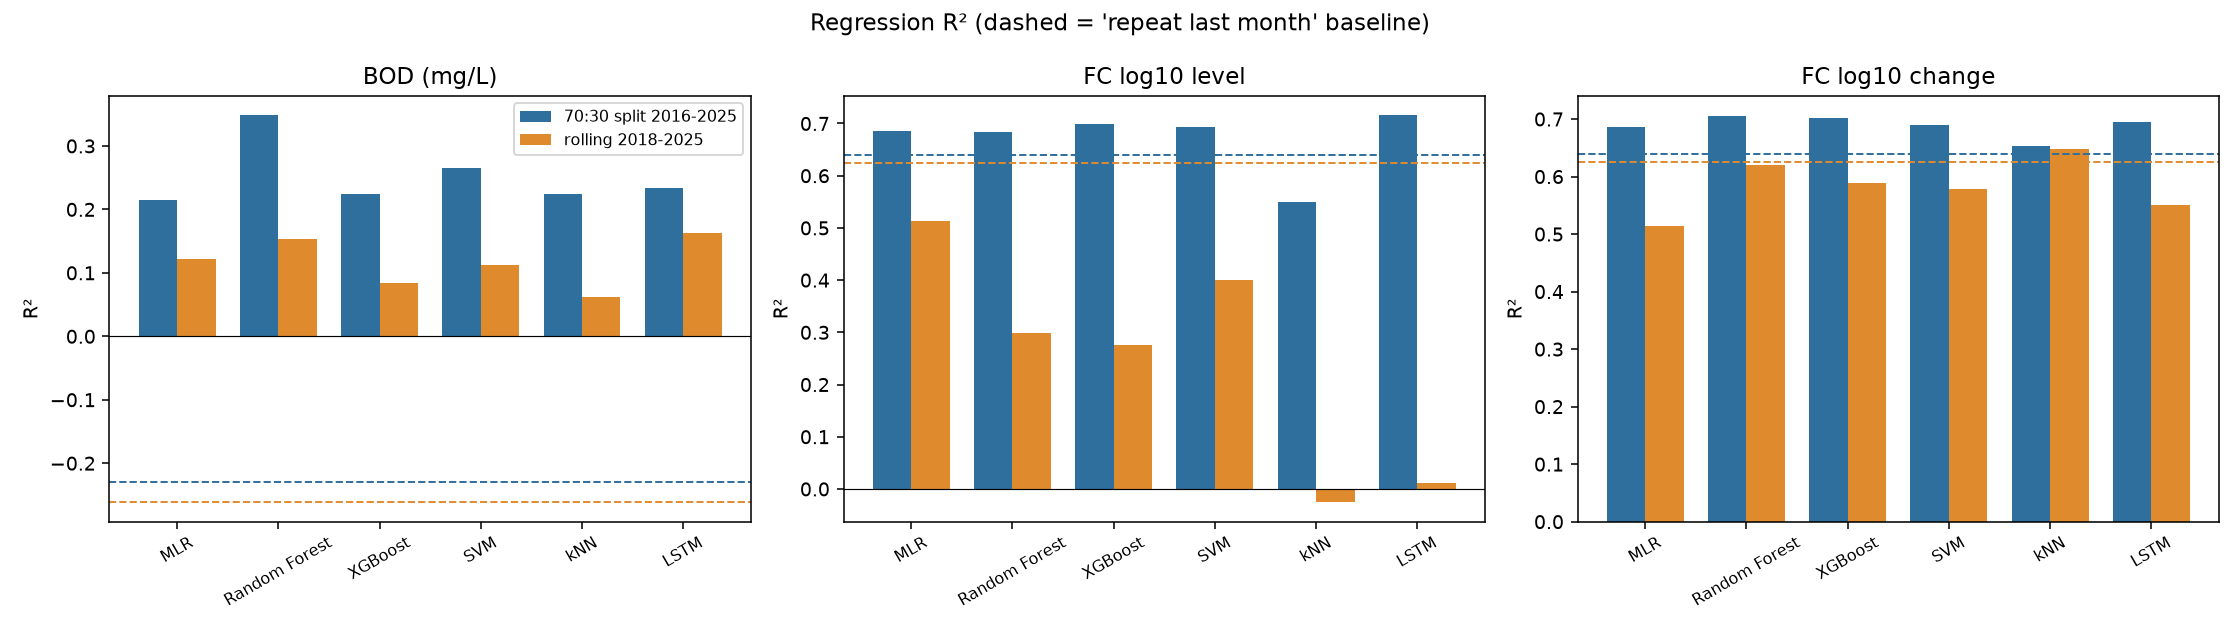 Regression R² (dashed = 'repeat last month' baseline)
BOD (mg/L)
70:30 split 2016-2025
rolling 2018-2025
R²
0.3
0.2
0.1
0.0
−0.1
−0.2
MLR
Random Forest
XGBoost
SVM
kNN
LSTM
FC log10 level
R²
0.7
0.6
0.5
0.4
0.3
0.2
0.1
0.0
MLR
Random Forest
XGBoost
SVM
kNN
LSTM
FC log10 change
R²
0.7
0.6
0.5
0.4
0.3
0.2
0.1
0.0
MLR
Random Forest
XGBoost
SVM
kNN
LSTM